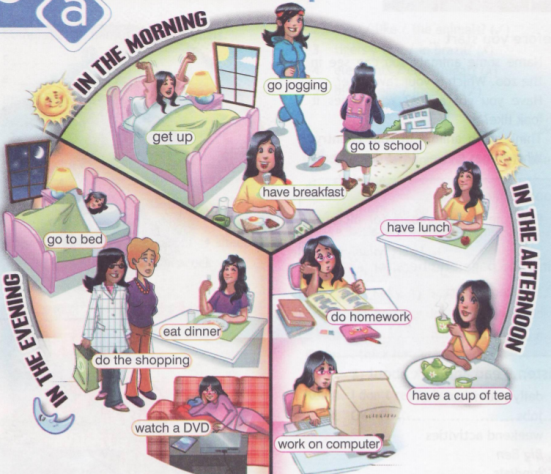 a
IN THE MORNING
get up
go jogging
go to school
have breakfast
IN THE AFTERNOON
have lunch
do homework
have a cup of tea
work on computer
IN THE EVENING
go to bed
eat dinner
do the shopping
watch a DVD